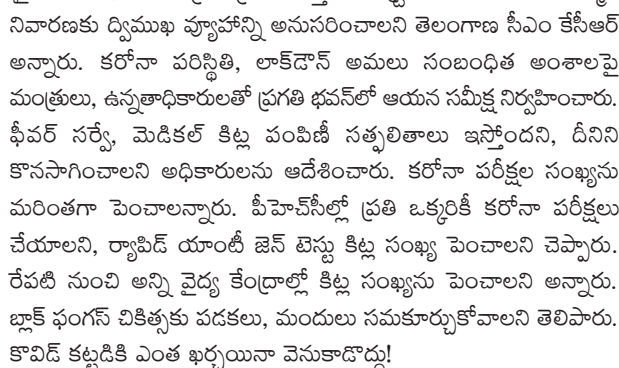 నివారణకు ద్విముఖ వ్యూహాన్ని అనుసరించాలని తెలంగాణ సీఎం కేసీఆర్
అన్నారు. కరోనా పరిస్థితి, లాక్‌డౌన్ అమలు సంబంధిత అంశాలపై
మంత్రులు, ఉన్నతాధికారులతో ప్రగతి భవన్‌లో ఆయన సమీక్ష నిర్వహించారు.
ఫీవర్ సర్వే, మెడికల్ కిట్ల పంపిణీ సత్ఫలితాలు ఇస్తోందని, దీనిని
కొనసాగించాలని అధికారులను ఆదేశించారు. కరోనా పరీక్షల సంఖ్యను
మరింతగా పెంచాలన్నారు. పీహెచ్‌సీల్లో ప్రతి ఒక్కరికీ కరోనా పరీక్షలు
చేయాలని, ర్యాపిడ్ యాంటీ జెన్ టెస్టు కిట్ల సంఖ్య పెంచాలని చెప్పారు.
రేపటి నుంచి అన్ని వైద్య కేంద్రాల్లో కిట్ల సంఖ్యను పెంచాలని అన్నారు.
బ్లాక్ ఫంగస్ చికిత్సకు పడకలు, మందులు సమకూర్చుకోవాలని తెలిపారు.
కొవిడ్ కట్టడికి ఎంత ఖర్చయినా వెనుకాడొద్దు!